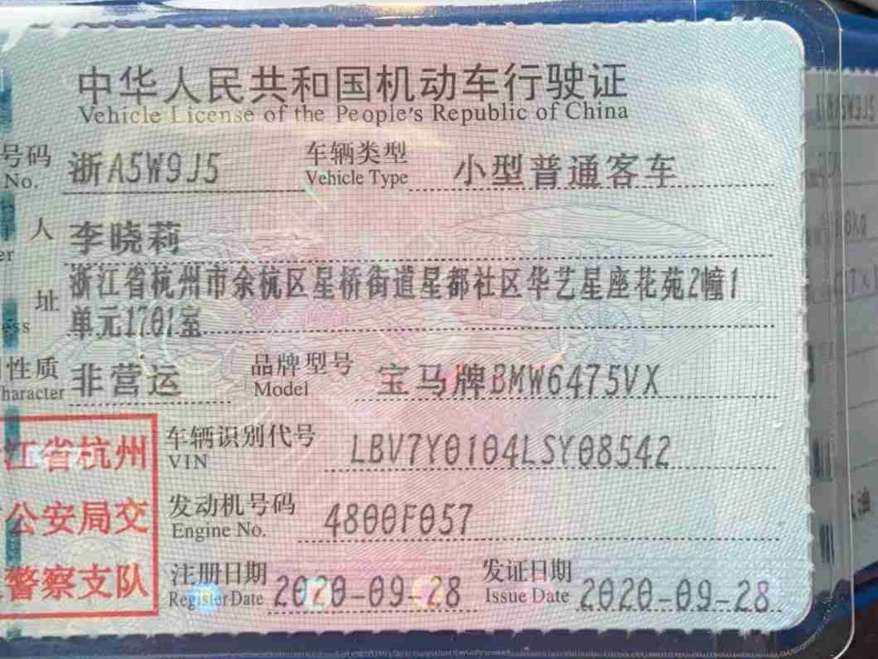 中华人民共和国机动车行驶证
Vehicle License of the People's Republic of China
号码 浙A5W9J5 车辆类型 小型普通客车
No. Vehicle Type
人 李晓莉
er
址 浙江省杭州市余杭区星桥街道星都社区华艺星座花苑2幢1
ess 单元1701室
性质 非营运 品牌型号 宝马牌BMW6475VX
haracter Model
江省杭州 车辆识别代号 LBV7Y0104LSY08542
VIN
公安局交 发动机号码 4800F057
Engine No.
警察支队 注册日期 2020-09-28 发证日期 2020-09-28
Register Date Issue Date